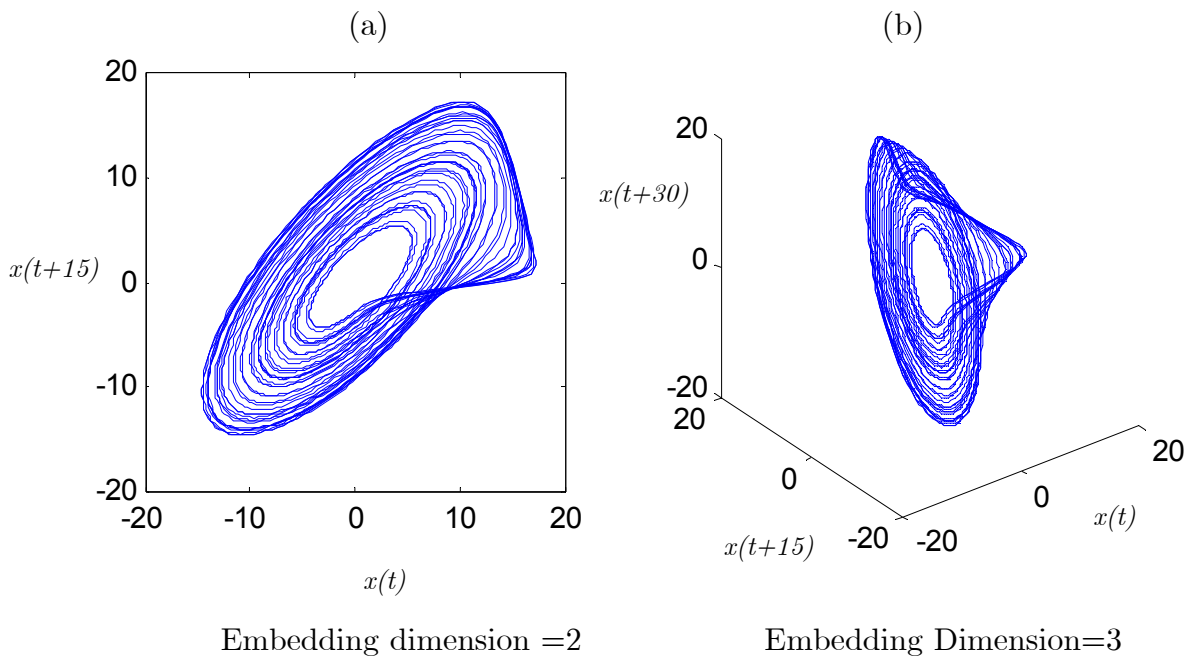 (a)
(b)
20
10
x(t+15)
0
-10
-20
-20 -10 0 10 20
x(t)
Embedding dimension =2
20
x(t+30)
0
-20
20
0
x(t+15)
-20
-20
0
x(t)
20
Embedding Dimension=3